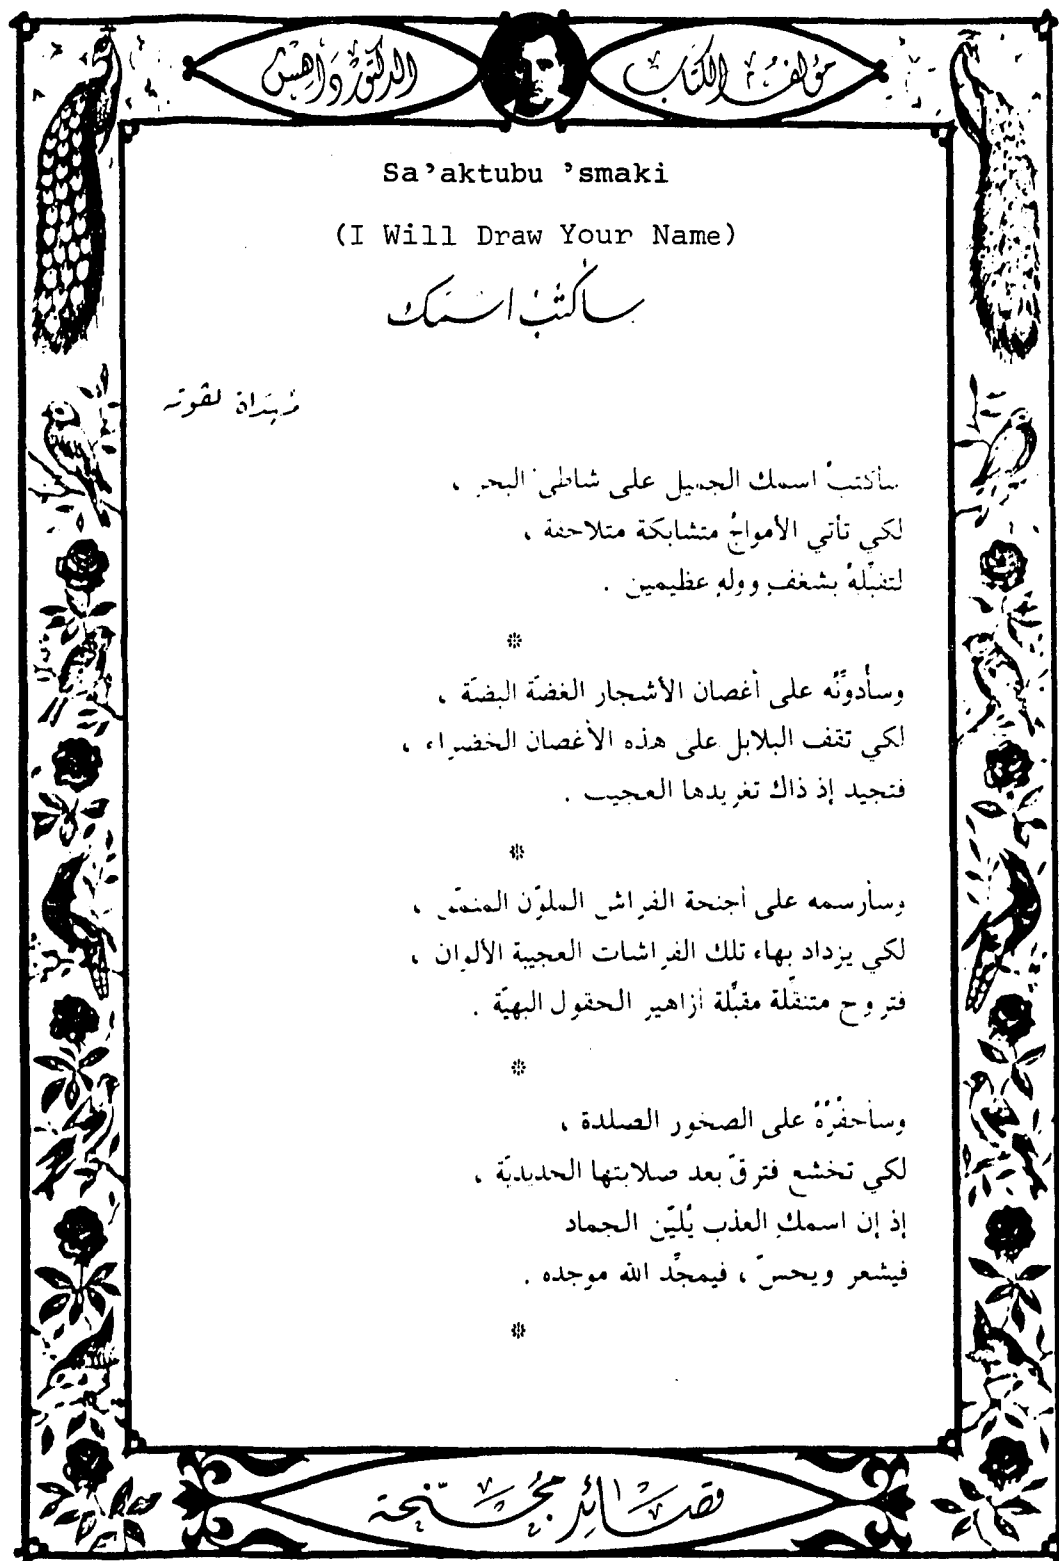 مؤلف الكتاب
الدكتور داهش
Sa’aktubu ’smaki
(I Will Draw Your Name)
سأكتب اسمك
مُهداة لقوته
سأكتبُ اسمك الجميل على شاطئ البحر ،
لكي تأتي الأمواجُ متشابكة متلاحقة ،
لتقبّلهُ بشغفٍ وولهٍ عظيمين .
*
وسأُدوِّنُه على أغصان الأشجار الغضّة البضّة ،
لكي تقف البلابل على هذه الأغصان الخضراء ،
فتجيد إذ ذاك تغريدها العجيب .
*
وسأرسمه على أجنحة الفراش الملوّن المنمّق ،
لكي يزداد بهاء تلك الفراشات العجيبة الألوان ،
فتروح متنقّلة مقبّلة أزاهير الحقول البهيّة .
*
وسأحفُرُهُ على الصخور الصلدة ،
لكي تخشع فترقّ بعد صلابتها الحديديّة ،
إذ إن اسمكِ العذب يُليّن الجماد
فيشعر ويحسّ ، فيمجِّد الله موجده .
*
قصائد مجنّحة